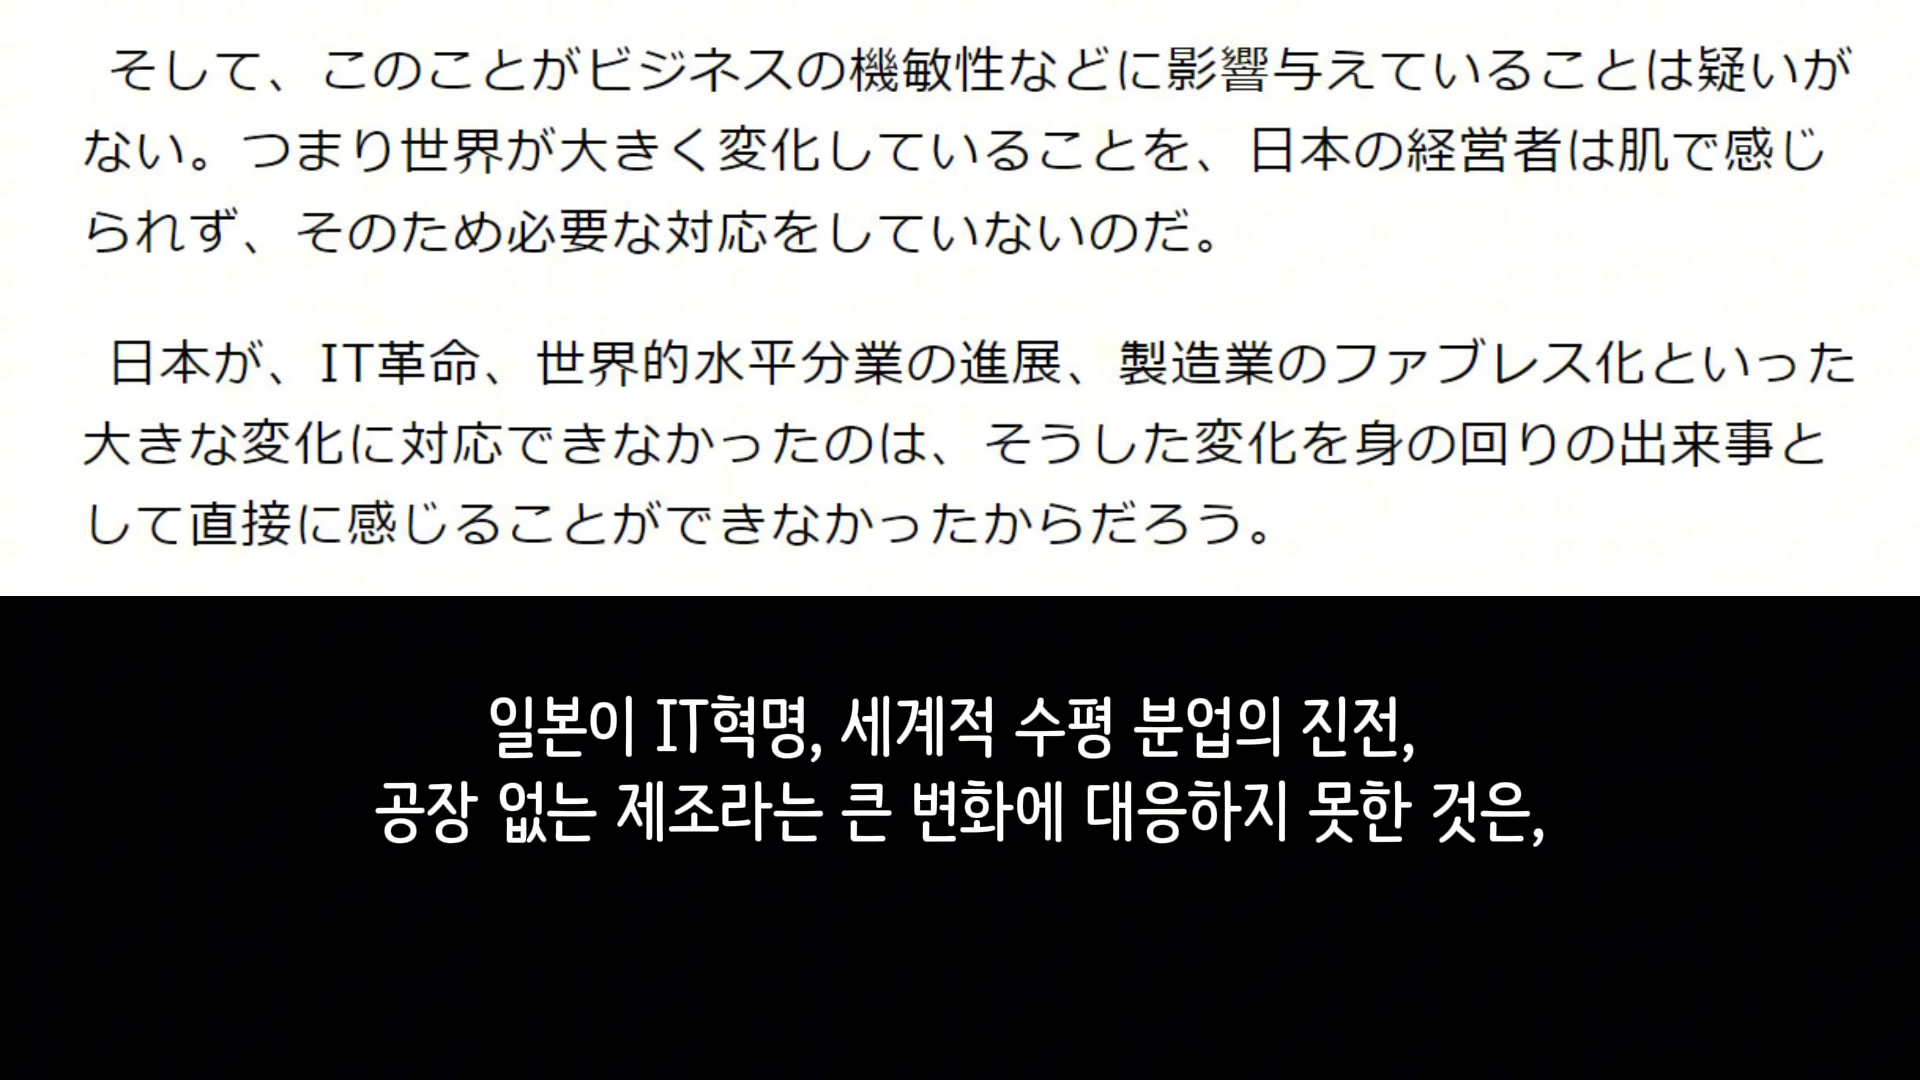 そして、このことがビジネスの機敏性などに影響与えていることは疑いが
ない。つまり世界が大きく変化していることを、日本の経営者は肌で感じ
られず、そのため必要な対応をしていないのだ。
日本が、IT革命、世界的水平分業の進展、製造業のファブレス化といった
大きな変化に対応できなかったのは、そうした変化を身の回りの出来事と
して直接に感じることができなかったからだろう。
일본이 IT혁명, 세계적 수평 분업의 진전,
공장 없는 제조라는 큰 변화에 대응하지 못한 것은,